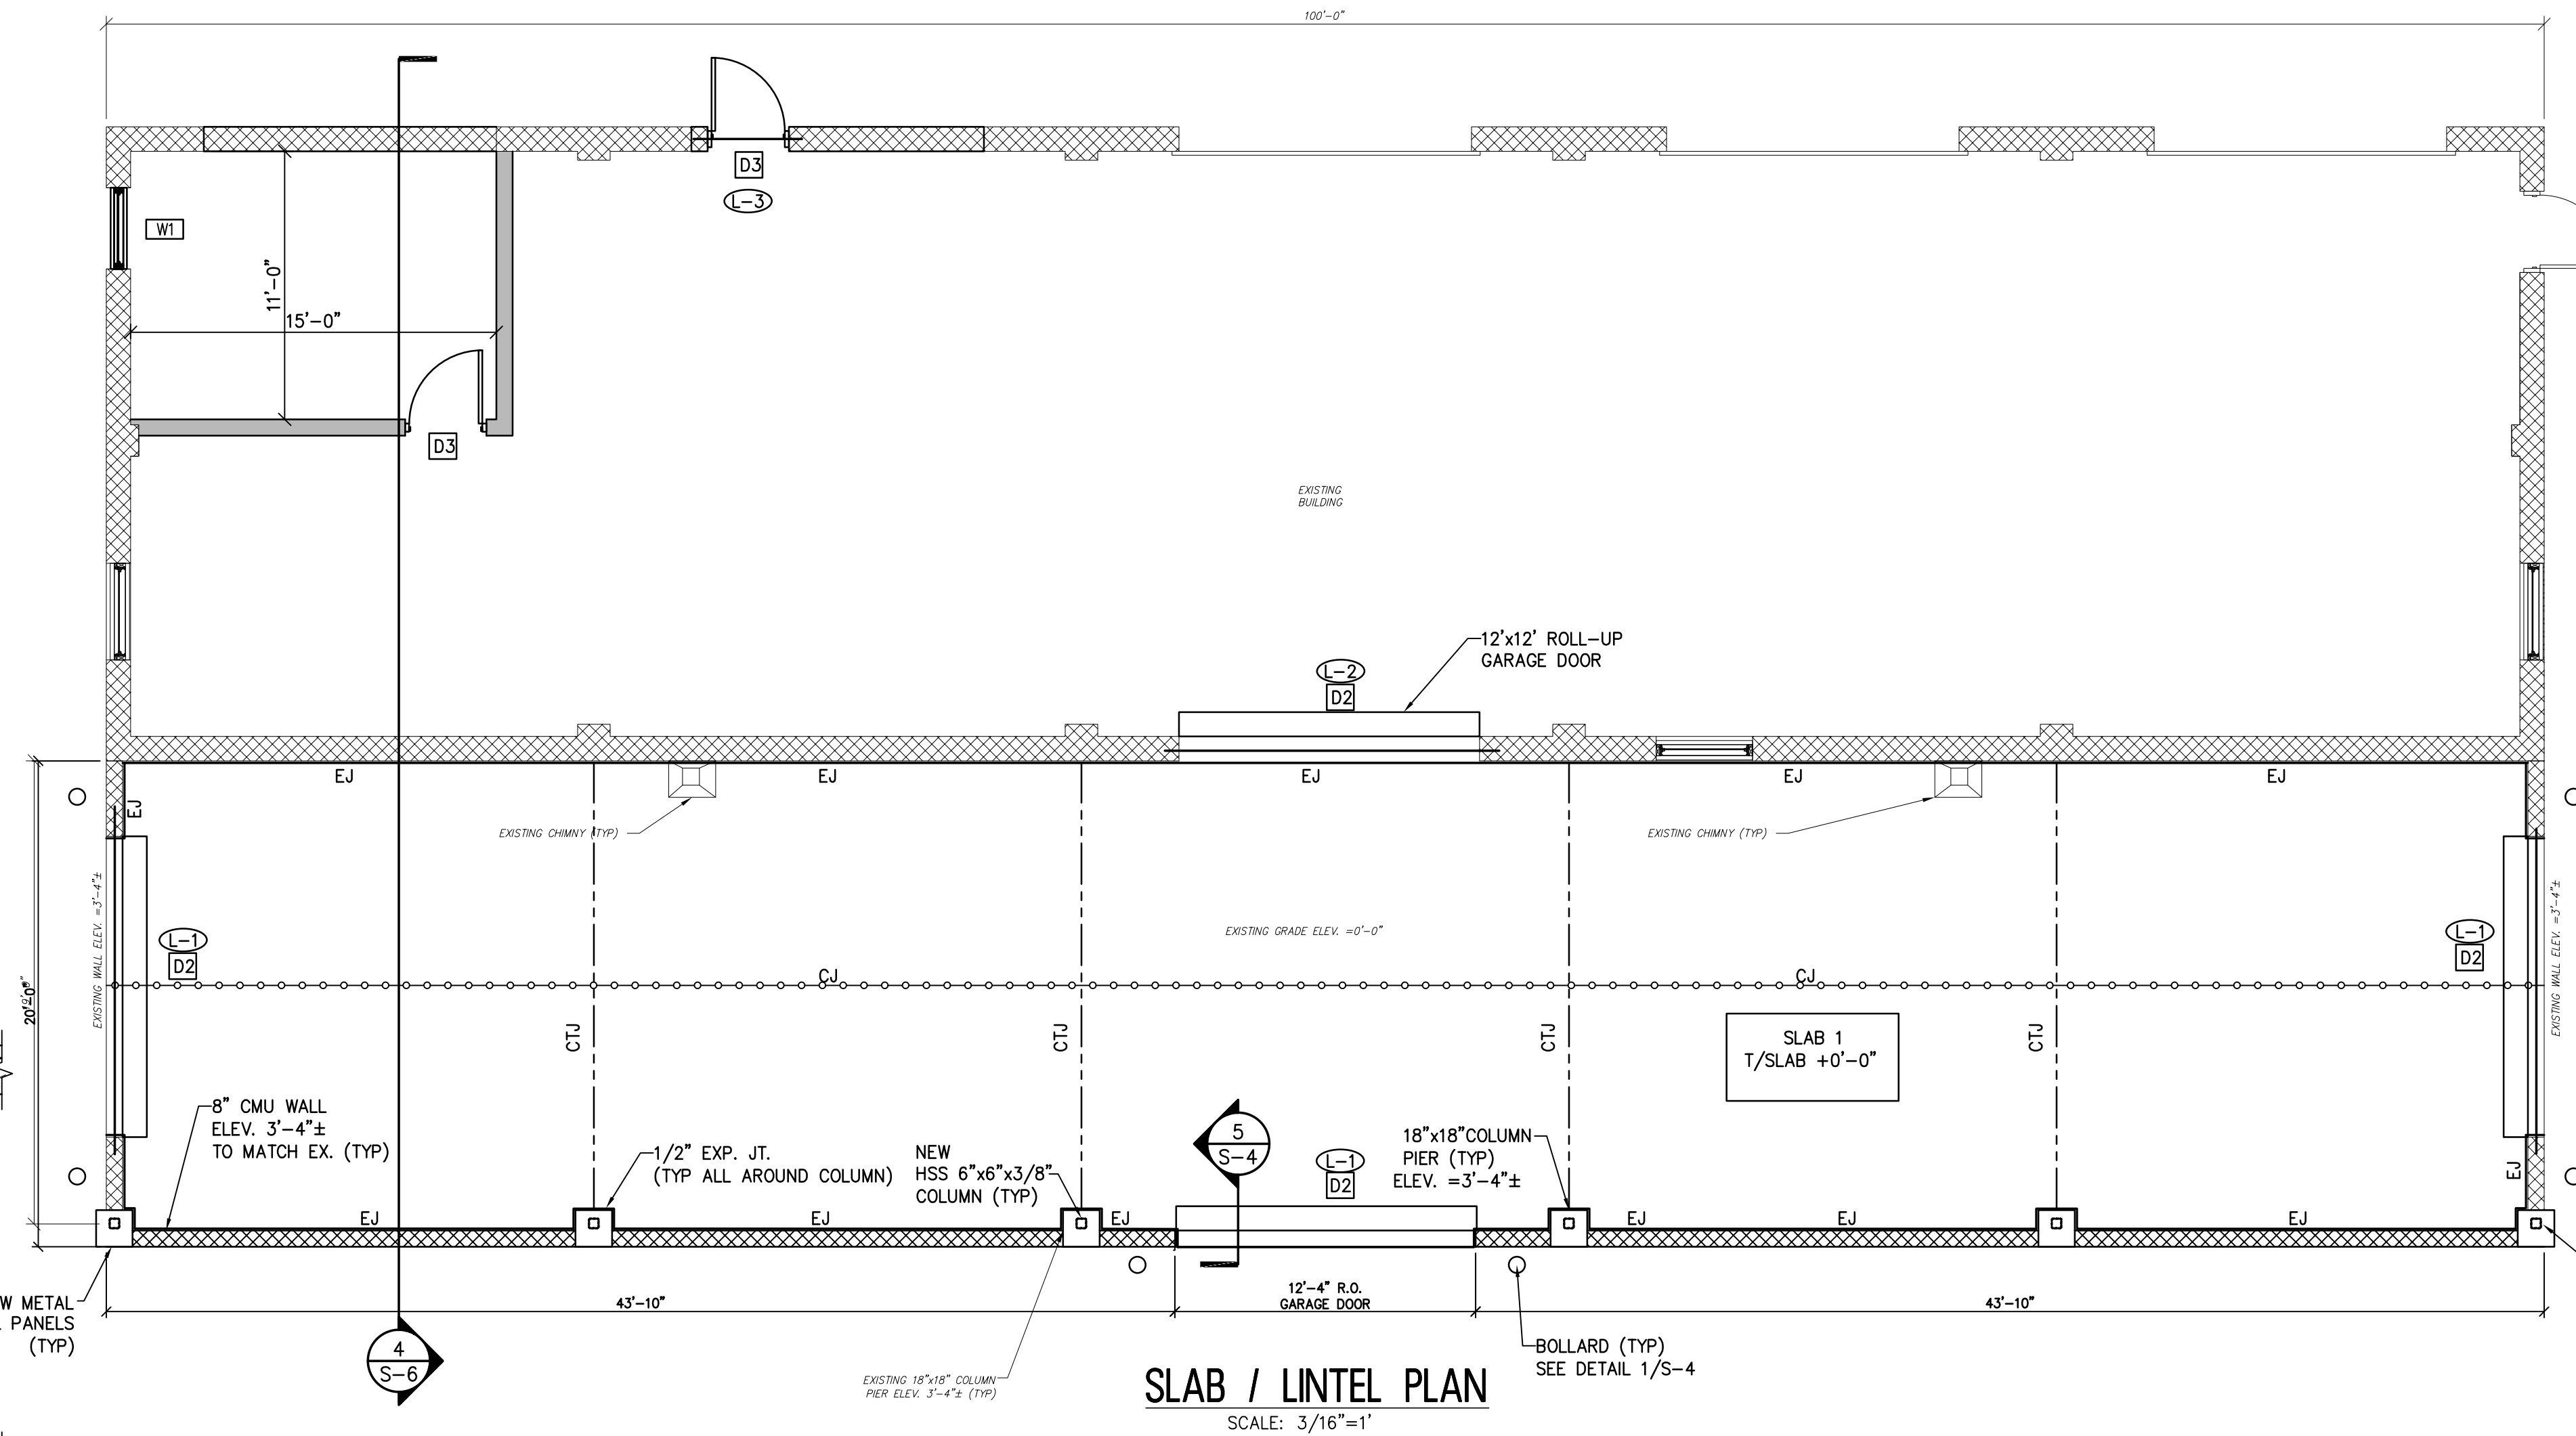 100'-0"
D3
L-3
W1
11'-0"
15'-0"
D3
EXISTING
BUILDING
12'x12' ROLL-UP
GARAGE DOOR
L-2
D2
EJ
EJ
EJ
EJ
EJ
EJ
EXISTING CHIMNY (TYP)
EXISTING CHIMNY (TYP)
EXISTING WALL ELEV. =3'-4"±
EXISTING WALL ELEV. =3'-4"±
L-1
D2
EXISTING GRADE ELEV. =0'-0"
L-1
D2
CJ
CJ
20'-0"
CTJ
CTJ
CTJ
CTJ
SLAB 1
T/SLAB +0'-0"
8" CMU WALL
ELEV. 3'-4"±
TO MATCH EX. (TYP)
1/2" EXP. JT.
(TYP ALL AROUND COLUMN)
NEW
HSS 6"x6"x3/8"
COLUMN (TYP)
5
S-4
L-1
D2
18"x18"COLUMN
PIER (TYP)
ELEV. =3'-4"±
EJ
EJ
EJ
EJ
EJ
EJ
EJ
W METAL
PANELS
(TYP)
43'-10"
12'-4" R.O.
GARAGE DOOR
43'-10"
4
S-6
EXISTING 18"x18" COLUMN
PIER ELEV. 3'-4"± (TYP)
BOLLARD (TYP)
SEE DETAIL 1/S-4
SLAB / LINTEL PLAN
SCALE: 3/16"=1'